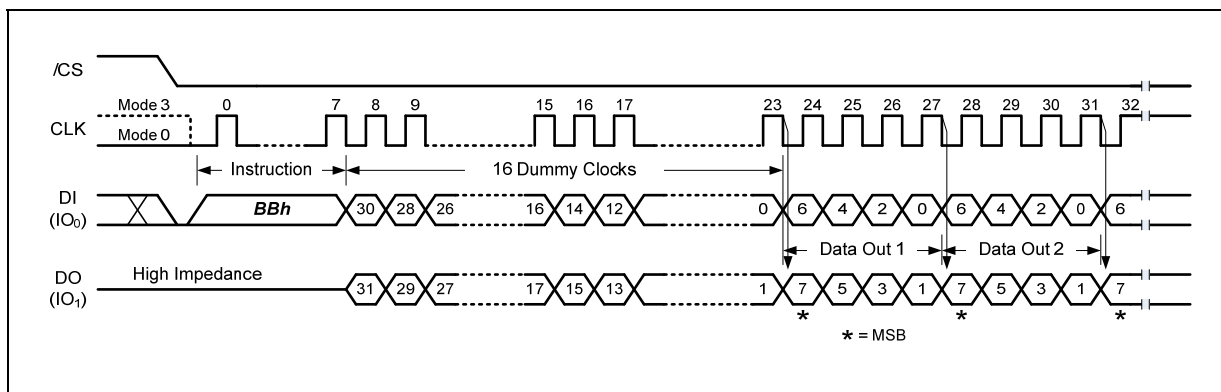 /CS
Mode 3 0 7 8 9 15 16 17 23 24 25 26 27 28 29 30 31 32
CLK
Mode 0
Instruction 16 Dummy Clocks
DI
(IO₀) BBh 30 28 26 16 14 12 0 6 4 2 0 6 4 2 0 6
Data Out 1 Data Out 2
High Impedance
DO
(IO₁) 31 29 27 17 15 13 1 7 5 3 1 7 5 3 1 7
* * *
* = MSB